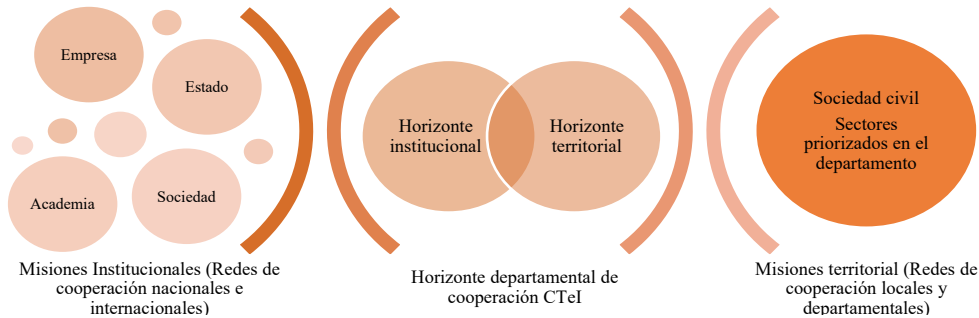 Empresa
Estado
Academia
Sociedad
Misiones Institucionales (Redes de
cooperación nacionales e
internacionales)
Horizonte
institucional
Horizonte
territorial
Horizonte departamental de
cooperación CTeI
Sociedad civil
Sectores
priorizados en el
departamento
Misiones territorial (Redes de
cooperación locales y
departamentales)